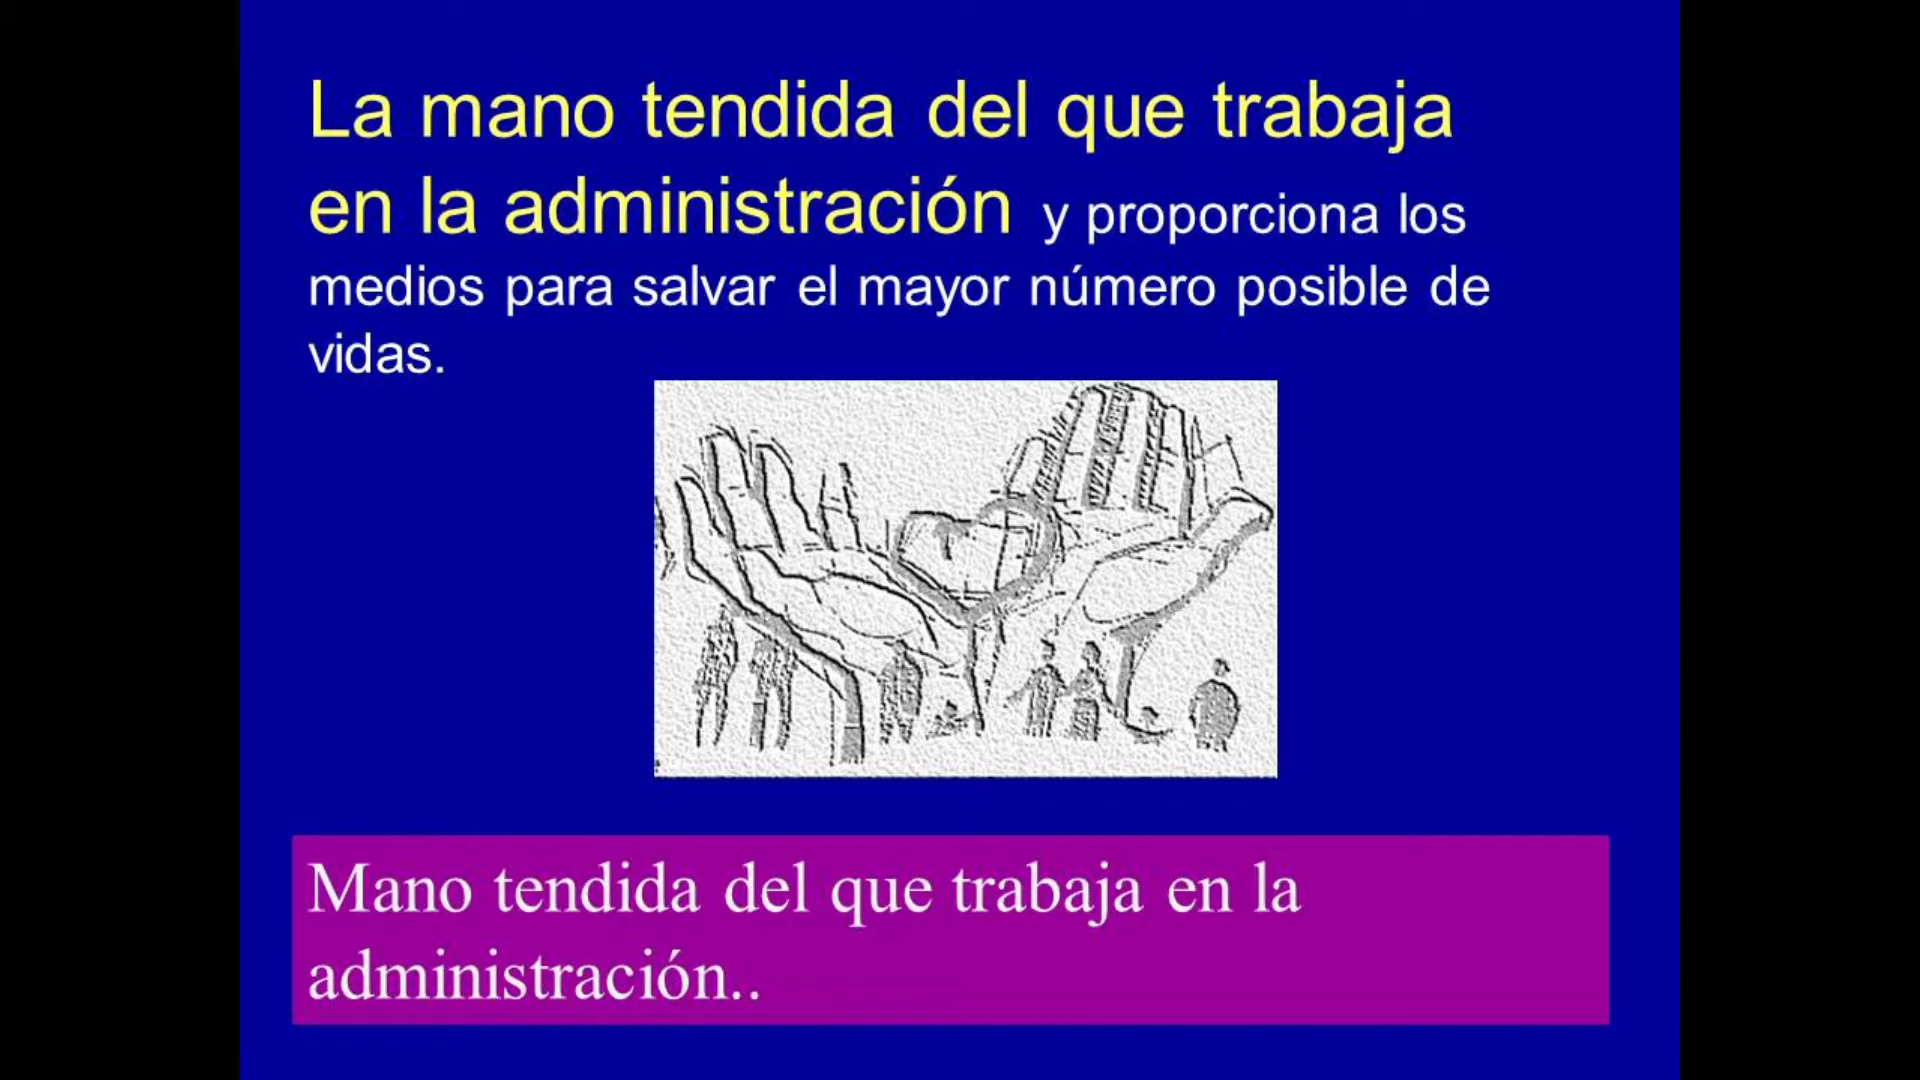 La mano tendida del que trabaja
en la administración y proporciona los
medios para salvar el mayor número posible de
vidas.
Mano tendida del que trabaja en la
administración..